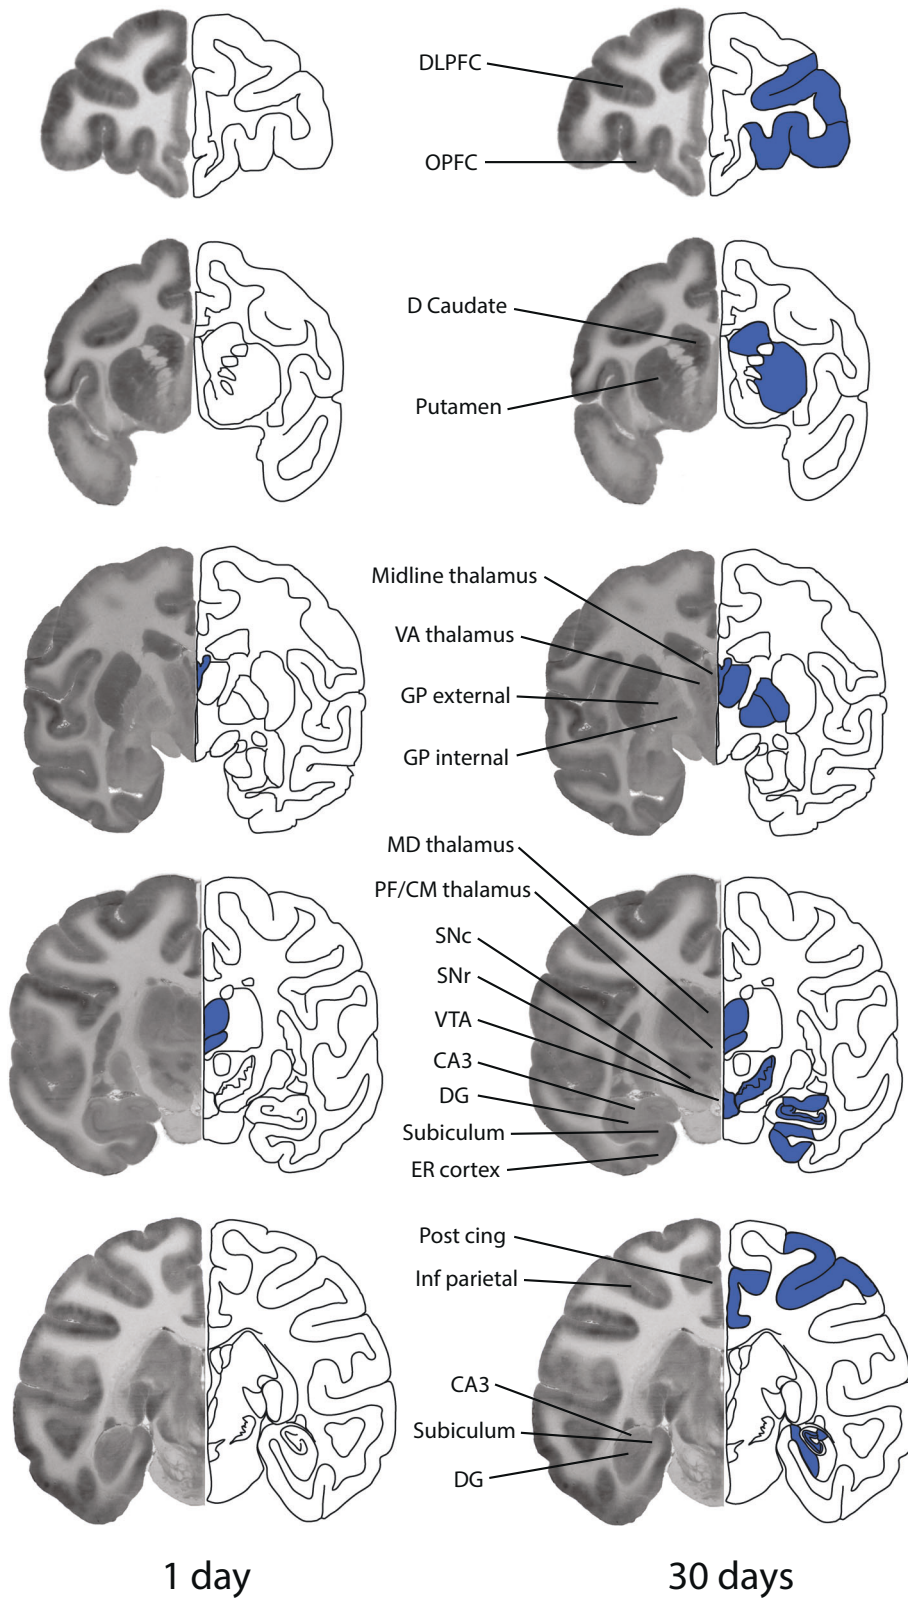 DLPFC
OPFC
D Caudate
Putamen
Midline thalamus
VA thalamus
GP external
GP internal
MD thalamus
PF/CM thalamus
SNc
SNr
VTA
CA3
DG
Subiculum
ER cortex
Post cing
Inf parietal
CA3
Subiculum
DG
1 day
30 days